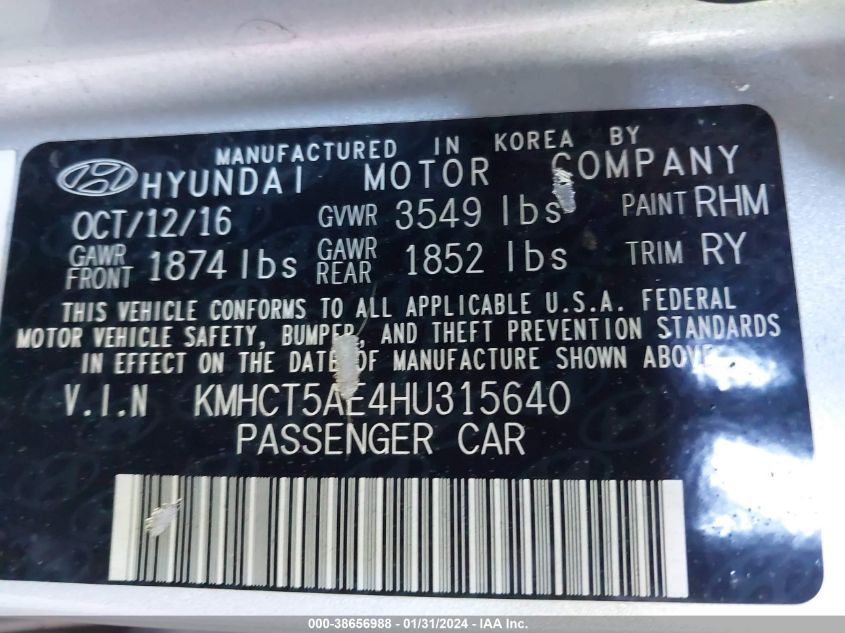 MANUFACTURED IN KOREA BY
HYUNDAI MOTOR COMPANY
OCT/12/16 GVWR 3549 lbs PAINT RHM
GAWR FRONT 1874 lbs GAWR REAR 1852 lbs TRIM RY
THIS VEHICLE CONFORMS TO ALL APPLICABLE U.S.A. FEDERAL
MOTOR VEHICLE SAFETY, BUMPER, AND THEFT PREVENTION STANDARDS
IN EFFECT ON THE DATE OF MANUFACTURE SHOWN ABOVE.
V.I.N KMHCT5AE4HU315640
PASSENGER CAR
000-38656988 - 01/31/2024 - IAAI.COM